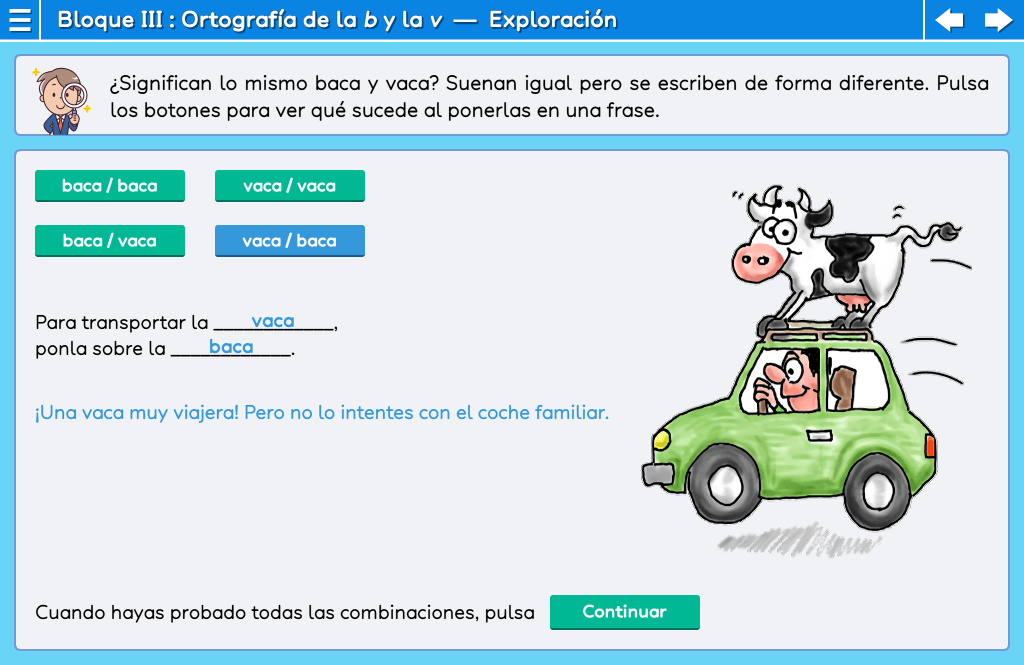 Bloque III : Ortografía de la b y la v — Exploración
¿Significan lo mismo baca y vaca? Suenan igual pero se escriben de forma diferente. Pulsa
los botones para ver qué sucede al ponerlas en una frase.
baca / baca
vaca / vaca
baca / vaca
vaca / baca
Para transportar la ____vaca____,
ponla sobre la ____baca____.
¡Una vaca muy viajera! Pero no lo intentes con el coche familiar.
Cuando hayas probado todas las combinaciones, pulsa
Continuar